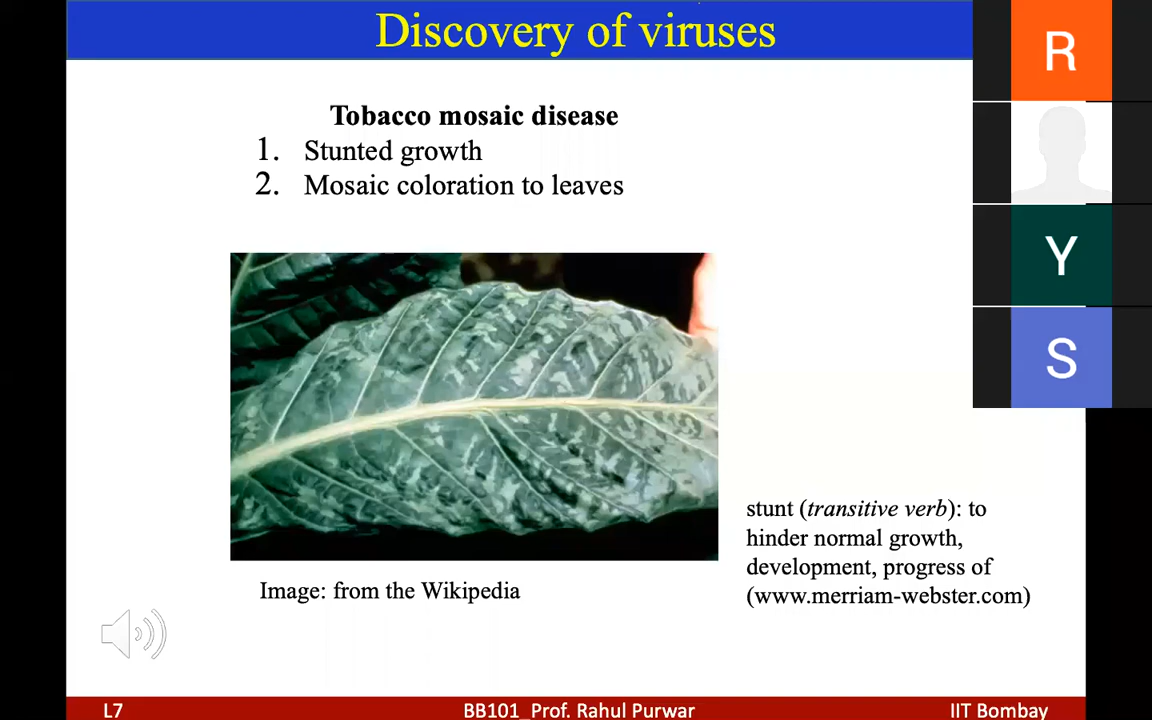 Discovery of viruses
Tobacco mosaic disease
1. Stunted growth
2. Mosaic coloration to leaves
stunt (transitive verb): to
hinder normal growth,
development, progress of
(www.merriam-webster.com)
Image: from the Wikipedia
L7
BB101_Prof. Rahul Purwar
IIT Bombay
R
Y
S